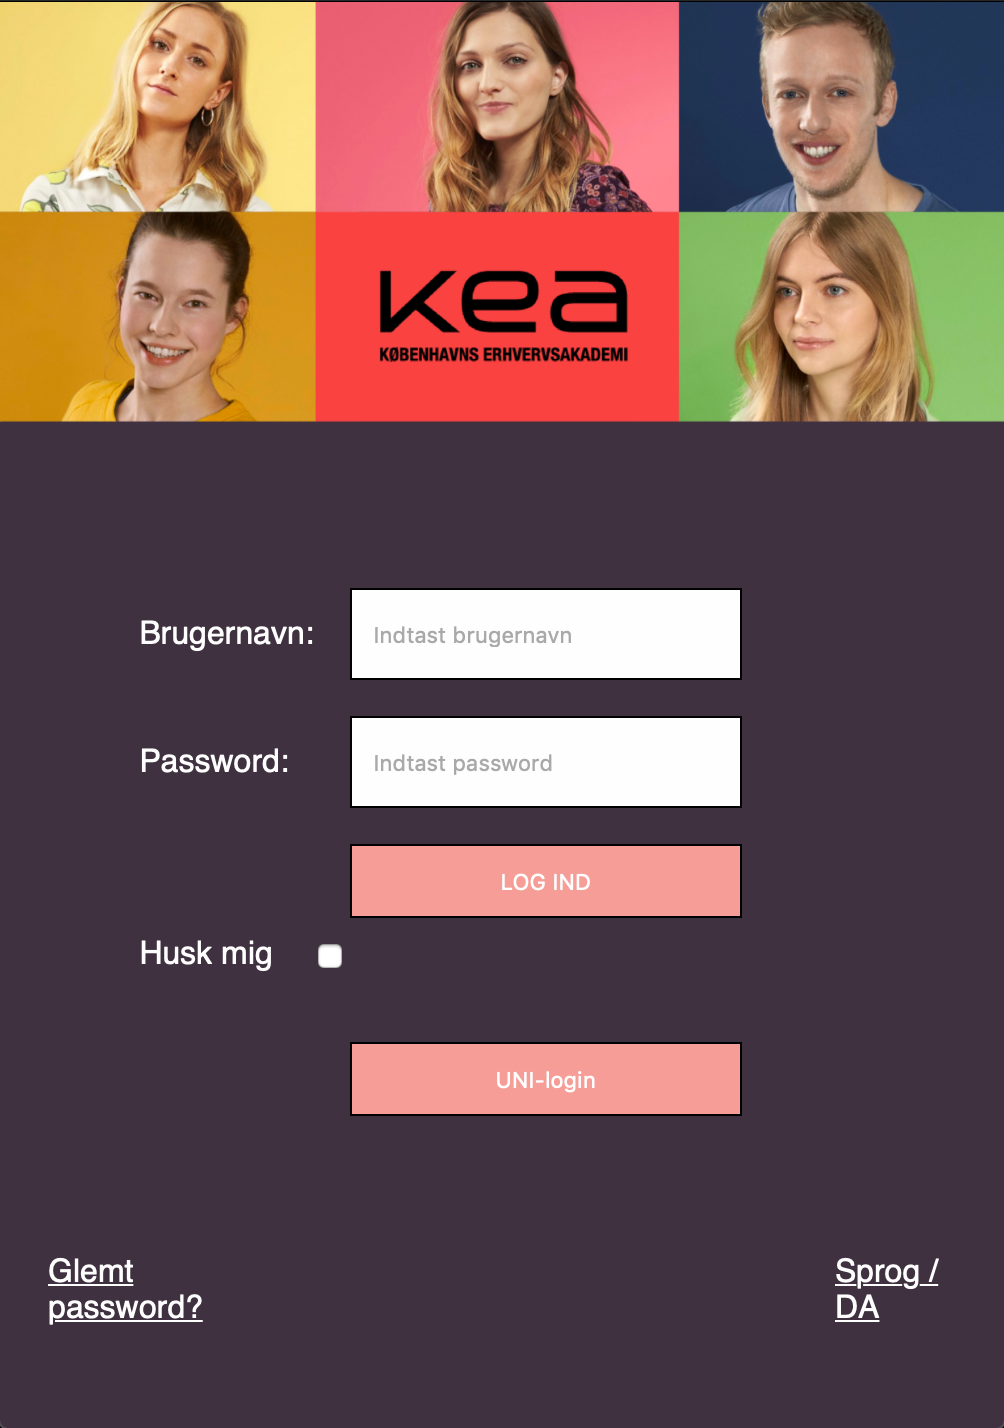 kea
KØBENHAVNS ERHVERVSAKADEMI
Brugernavn:
Indtast brugernavn
Password:
Indtast password
LOG IND
Husk mig
UNI-login
Glemt
password?
Sprog /
DA